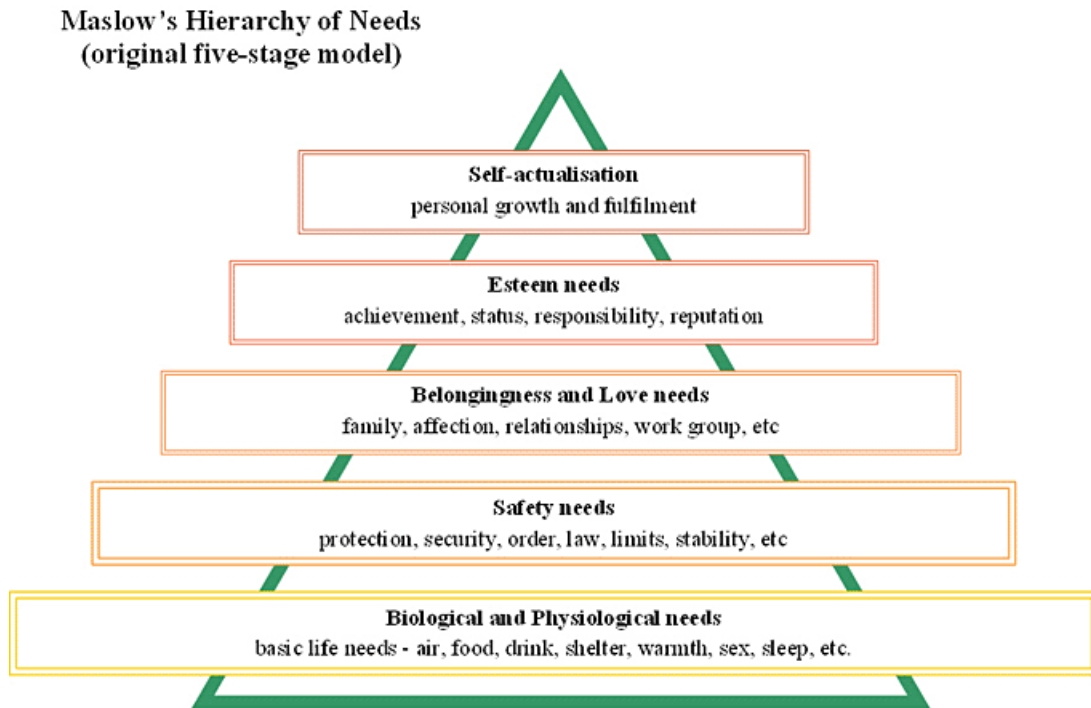 Maslow's Hierarchy of Needs
(original five-stage model)
Self-actualisation
personal growth and fulfilment
Esteem needs
achievement, status, responsibility, reputation
Belongingness and Love needs
family, affection, relationships, work group, etc
Safety needs
protection, security, order, law, limits, stability, etc
Biological and Physiological needs
basic life needs - air, food, drink, shelter, warmth, sex, sleep, etc.